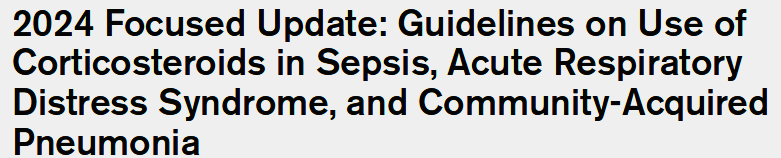 2024 Focused Update: Guidelines on Use of
Corticosteroids in Sepsis, Acute Respiratory
Distress Syndrome, and Community-Acquired
Pneumonia